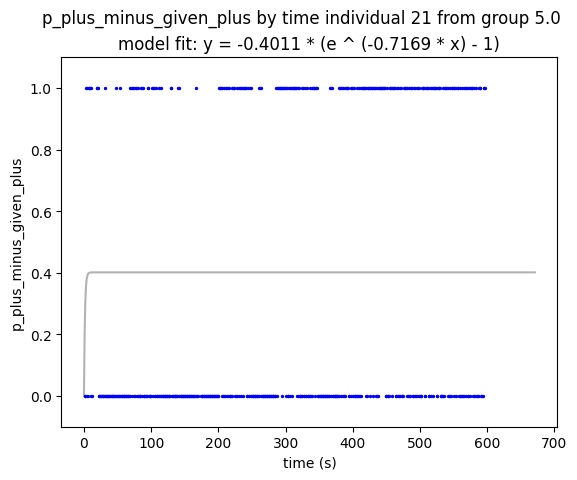 p_plus_minus_given_plus by time individual 21 from group 5.0
model fit: y = -0.4011 * (e ^ (-0.7169 * x) - 1)
1.0
0.8
0.6
0.4
0.2
0.0
p_plus_minus_given_plus
0 100 200 300 400 500 600 700
time (s)